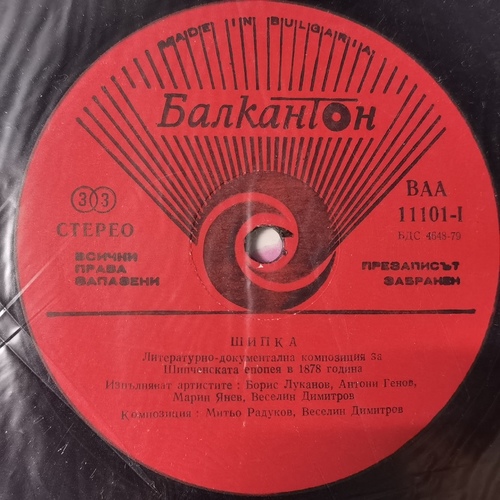 MADE IN BULGARIA
Балкантон
33
СТЕРЕО
ВАА
11101-I
БДС 4648-79
ВСИЧКИ
ПРАВА
ЗАПАЗЕНИ
ПРЕЗАПИСЪТ
ЗАБРАНЕН
ШИПКА
Литературно-документална композиция за
Шипченската епопея в 1878 година
Изпълняват артистите : Борис Луканов, Антони Генов,
Марин Янев, Веселин Димитров
Композиция : Митьо Радуков, Веселин Димитров